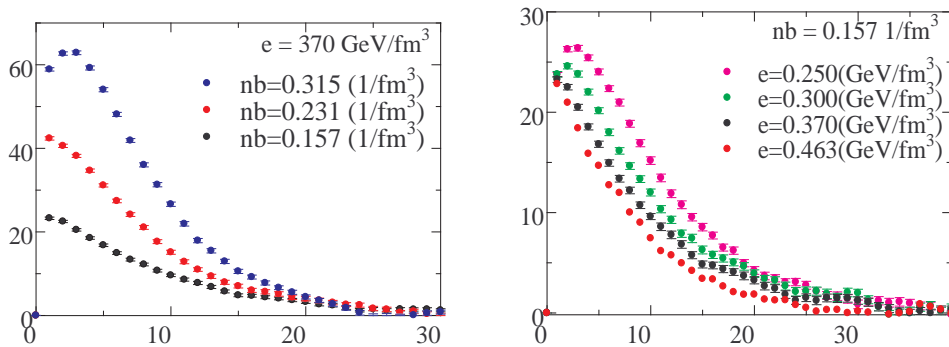 e = 370 GeV/fm³
nb=0.315 (1/fm³)
nb=0.231 (1/fm³)
nb=0.157 (1/fm³)
60
40
20
0
0
10
20
30
nb = 0.157 1/fm³
e=0.250(GeV/fm³)
e=0.300(GeV/fm³)
e=0.370(GeV/fm³)
e=0.463(GeV/fm³)
30
20
10
0
0
10
20
30